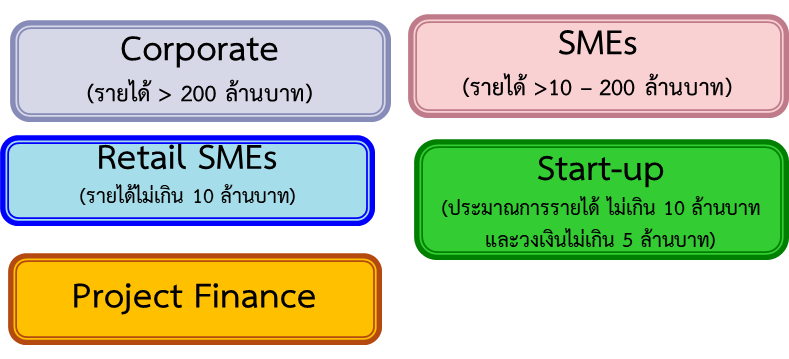 Corporate
(รายได้ > 200 ล้านบาท)
SMEs
(รายได้ >10 – 200 ล้านบาท)
Retail SMEs
(รายได้ไม่เกิน 10 ล้านบาท)
Start-up
(ประมาณการรายได้ ไม่เกิน 10 ล้านบาท
และวงเงินไม่เกิน 5 ล้านบาท)
Project Finance